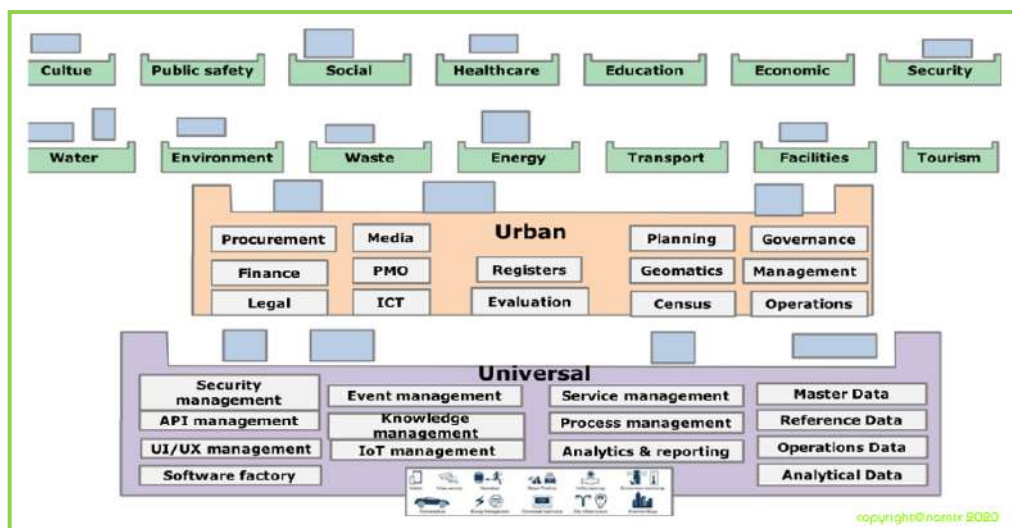 Cultue Public safety Social Healthcare Education Economic Security
Water Environment Waste Energy Transport Facilities Tourism
Urban
Procurement Media Planning Governance
Finance PMO Registers Geomatics Management
Legal ICT Evaluation Census Operations
Universal
Security management
Event management Service management Master Data
API management Knowledge management Process management Reference Data
UI/UX management IoT management Analytics & reporting Operations Data
Software factory Analytical Data